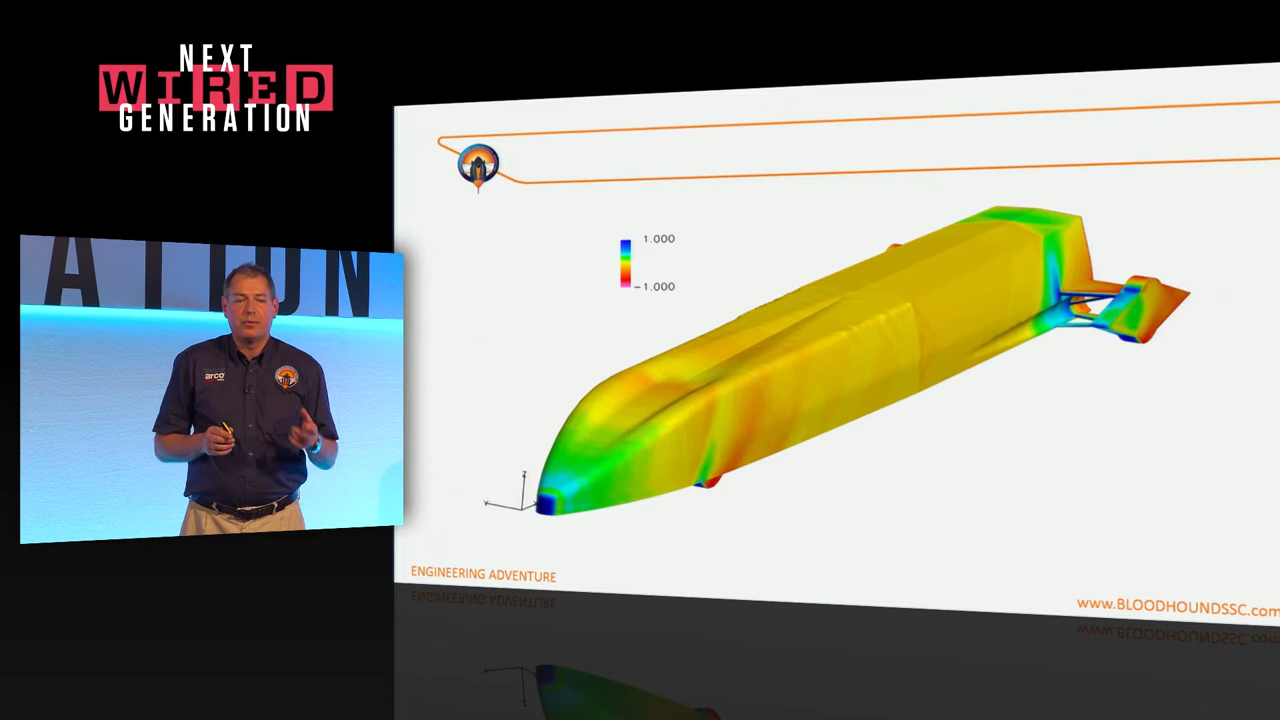 NEXT
WIRED
GENERATION
ATION
arco
1.000
-1.000
Z
Y
ENGINEERING ADVENTURE
www.BLOODHOUNDSSC.com